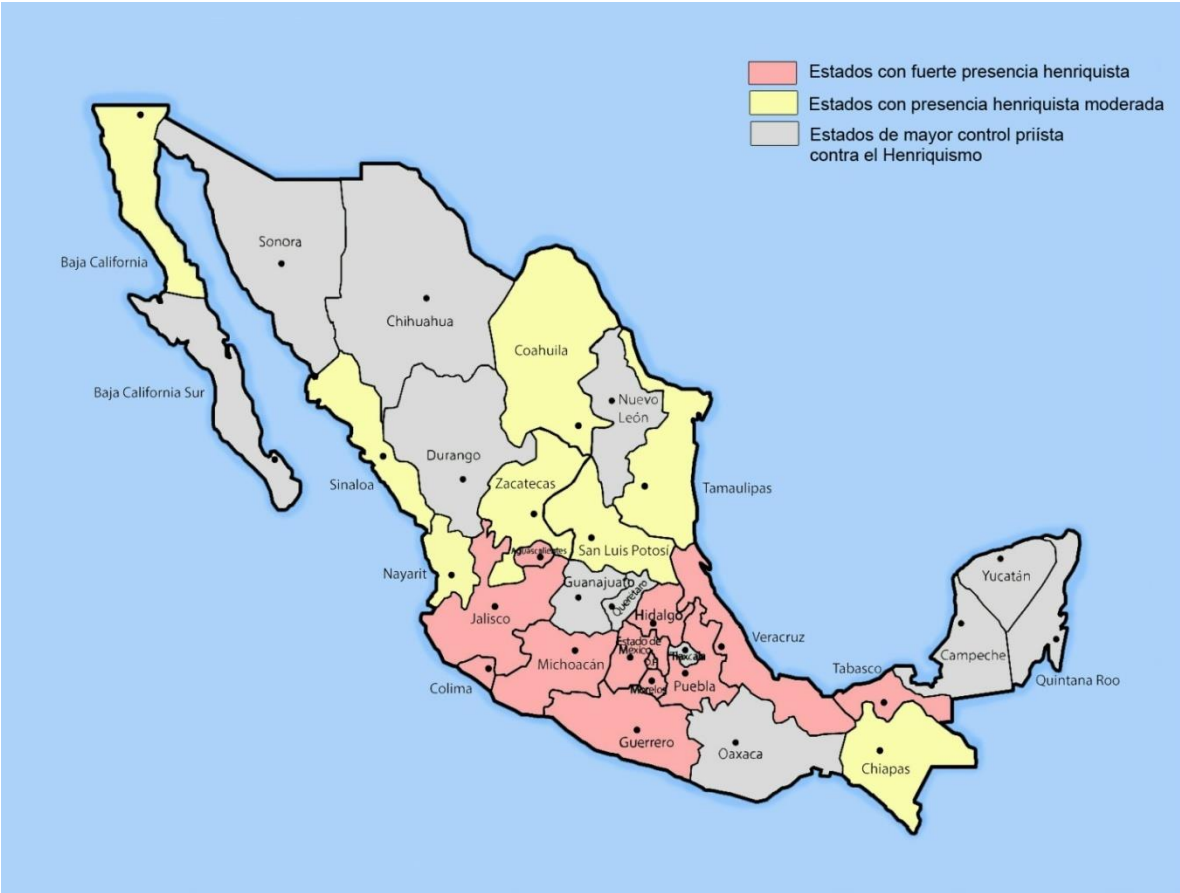 Estados con fuerte presencia henriquista
Estados con presencia henriquista moderada
Estados de mayor control priísta
contra el Henriquismo
Baja California
Sonora
Chihuahua
Coahuila
Baja California Sur
Nuevo
León
Durango
Sinaloa
Zacatecas
Tamaulipas
Aguascalientes
San Luis Potosí
Nayarit
Guanajuato
Querétaro
Yucatán
Jalisco
Hidalgo
Estado de
México
Veracruz
Michoacán
D.F.
Tlaxcala
Campeche
Tabasco
Colima
Morelos
Puebla
Quintana Roo
Guerrero
Oaxaca
Chiapas